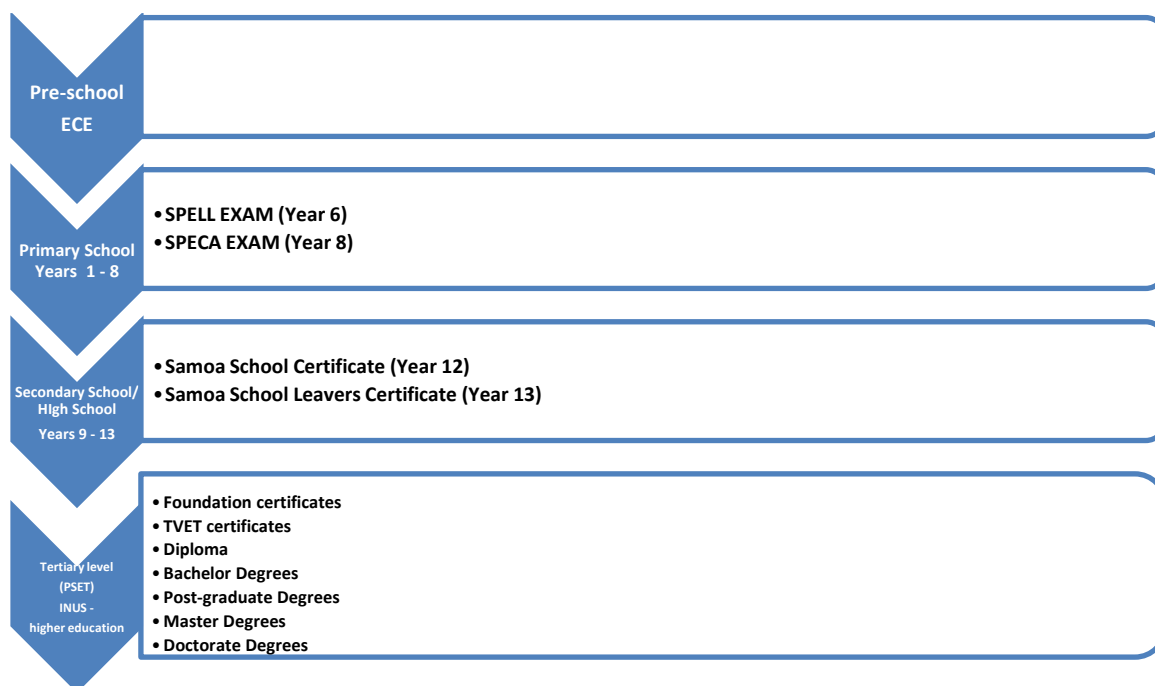 Pre-school
ECE
Primary School
Years 1 - 8
• SPELL EXAM (Year 6)
• SPECA EXAM (Year 8)
Secondary School/
HIgh School
Years 9 - 13
• Samoa School Certificate (Year 12)
• Samoa School Leavers Certificate (Year 13)
Tertiary level
(PSET)
INUS -
higher education
• Foundation certificates
• TVET certificates
• Diploma
• Bachelor Degrees
• Post-graduate Degrees
• Master Degrees
• Doctorate Degrees